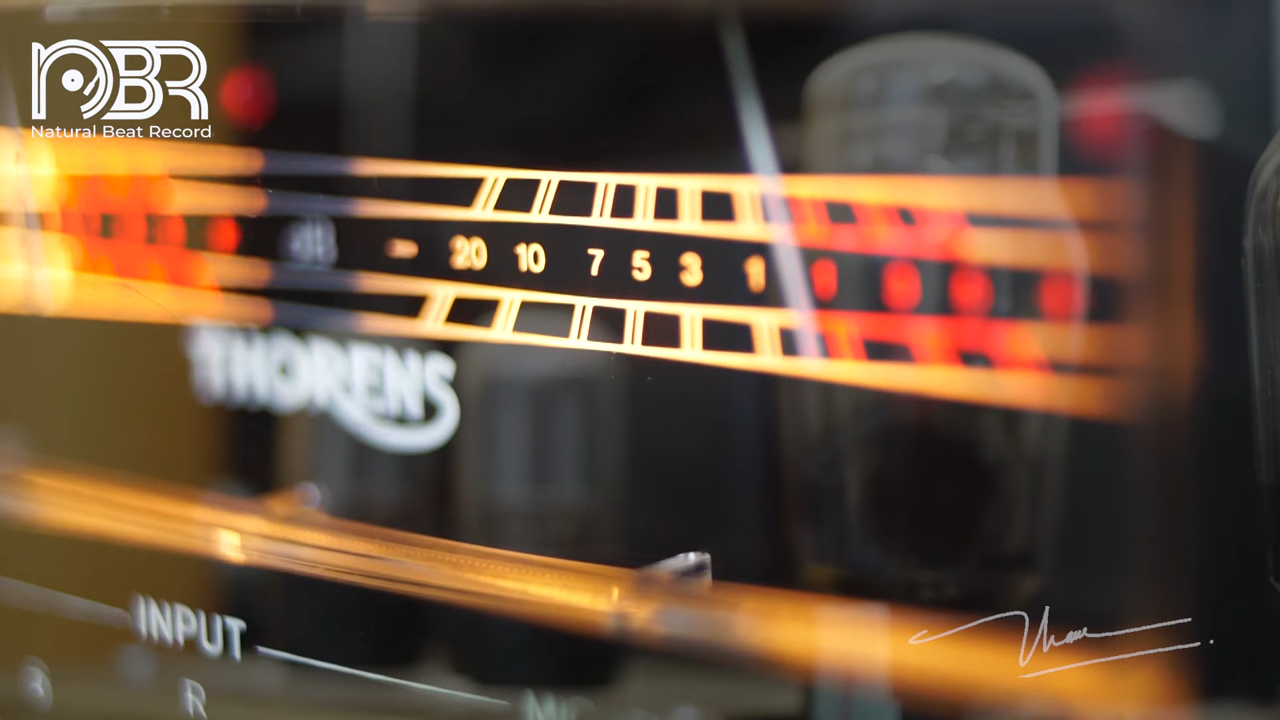 NBR
Natural Beat Record
dB - 20 10 7 5 3 1
THORENS
INPUT
R